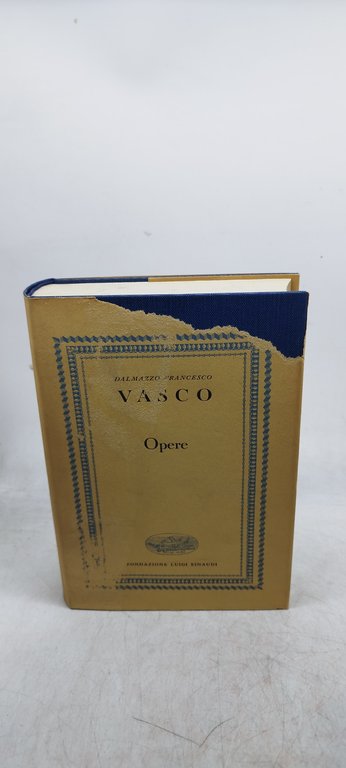 DALMAZZO FRANCESCO
VASCO
Opere
FONDAZIONE LUIGI EINAUDI